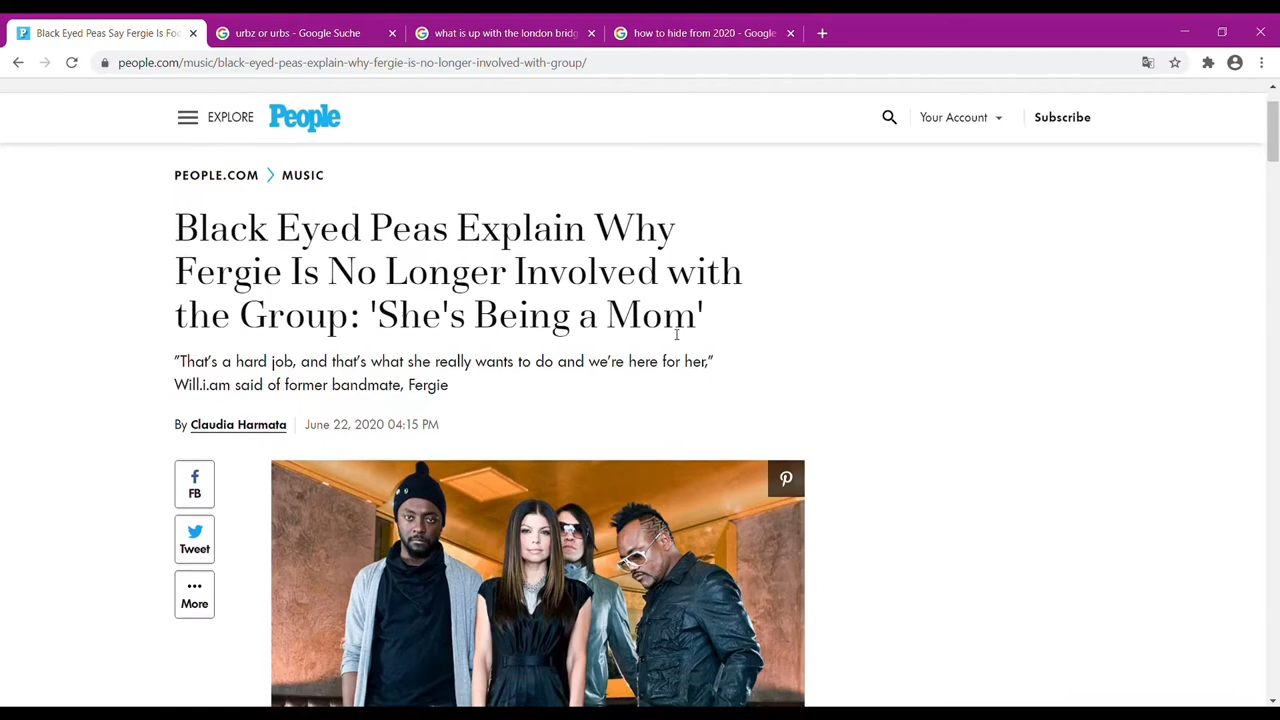 Black Eyed Peas Say Fergie Is Foc
urbz or urbs - Google Suche
what is up with the london bridg
how to hide from 2020 - Google
people.com/music/black-eyed-peas-explain-why-fergie-is-no-longer-involved-with-group/
EXPLORE People Your Account Subscribe
PEOPLE.COM > MUSIC
Black Eyed Peas Explain Why
Fergie Is No Longer Involved with
the Group: 'She's Being a Mom'
"That's a hard job, and that's what she really wants to do and we're here for her,"
Will.i.am said of former bandmate, Fergie
By Claudia Harmata June 22, 2020 04:15 PM
FB
Tweet
More